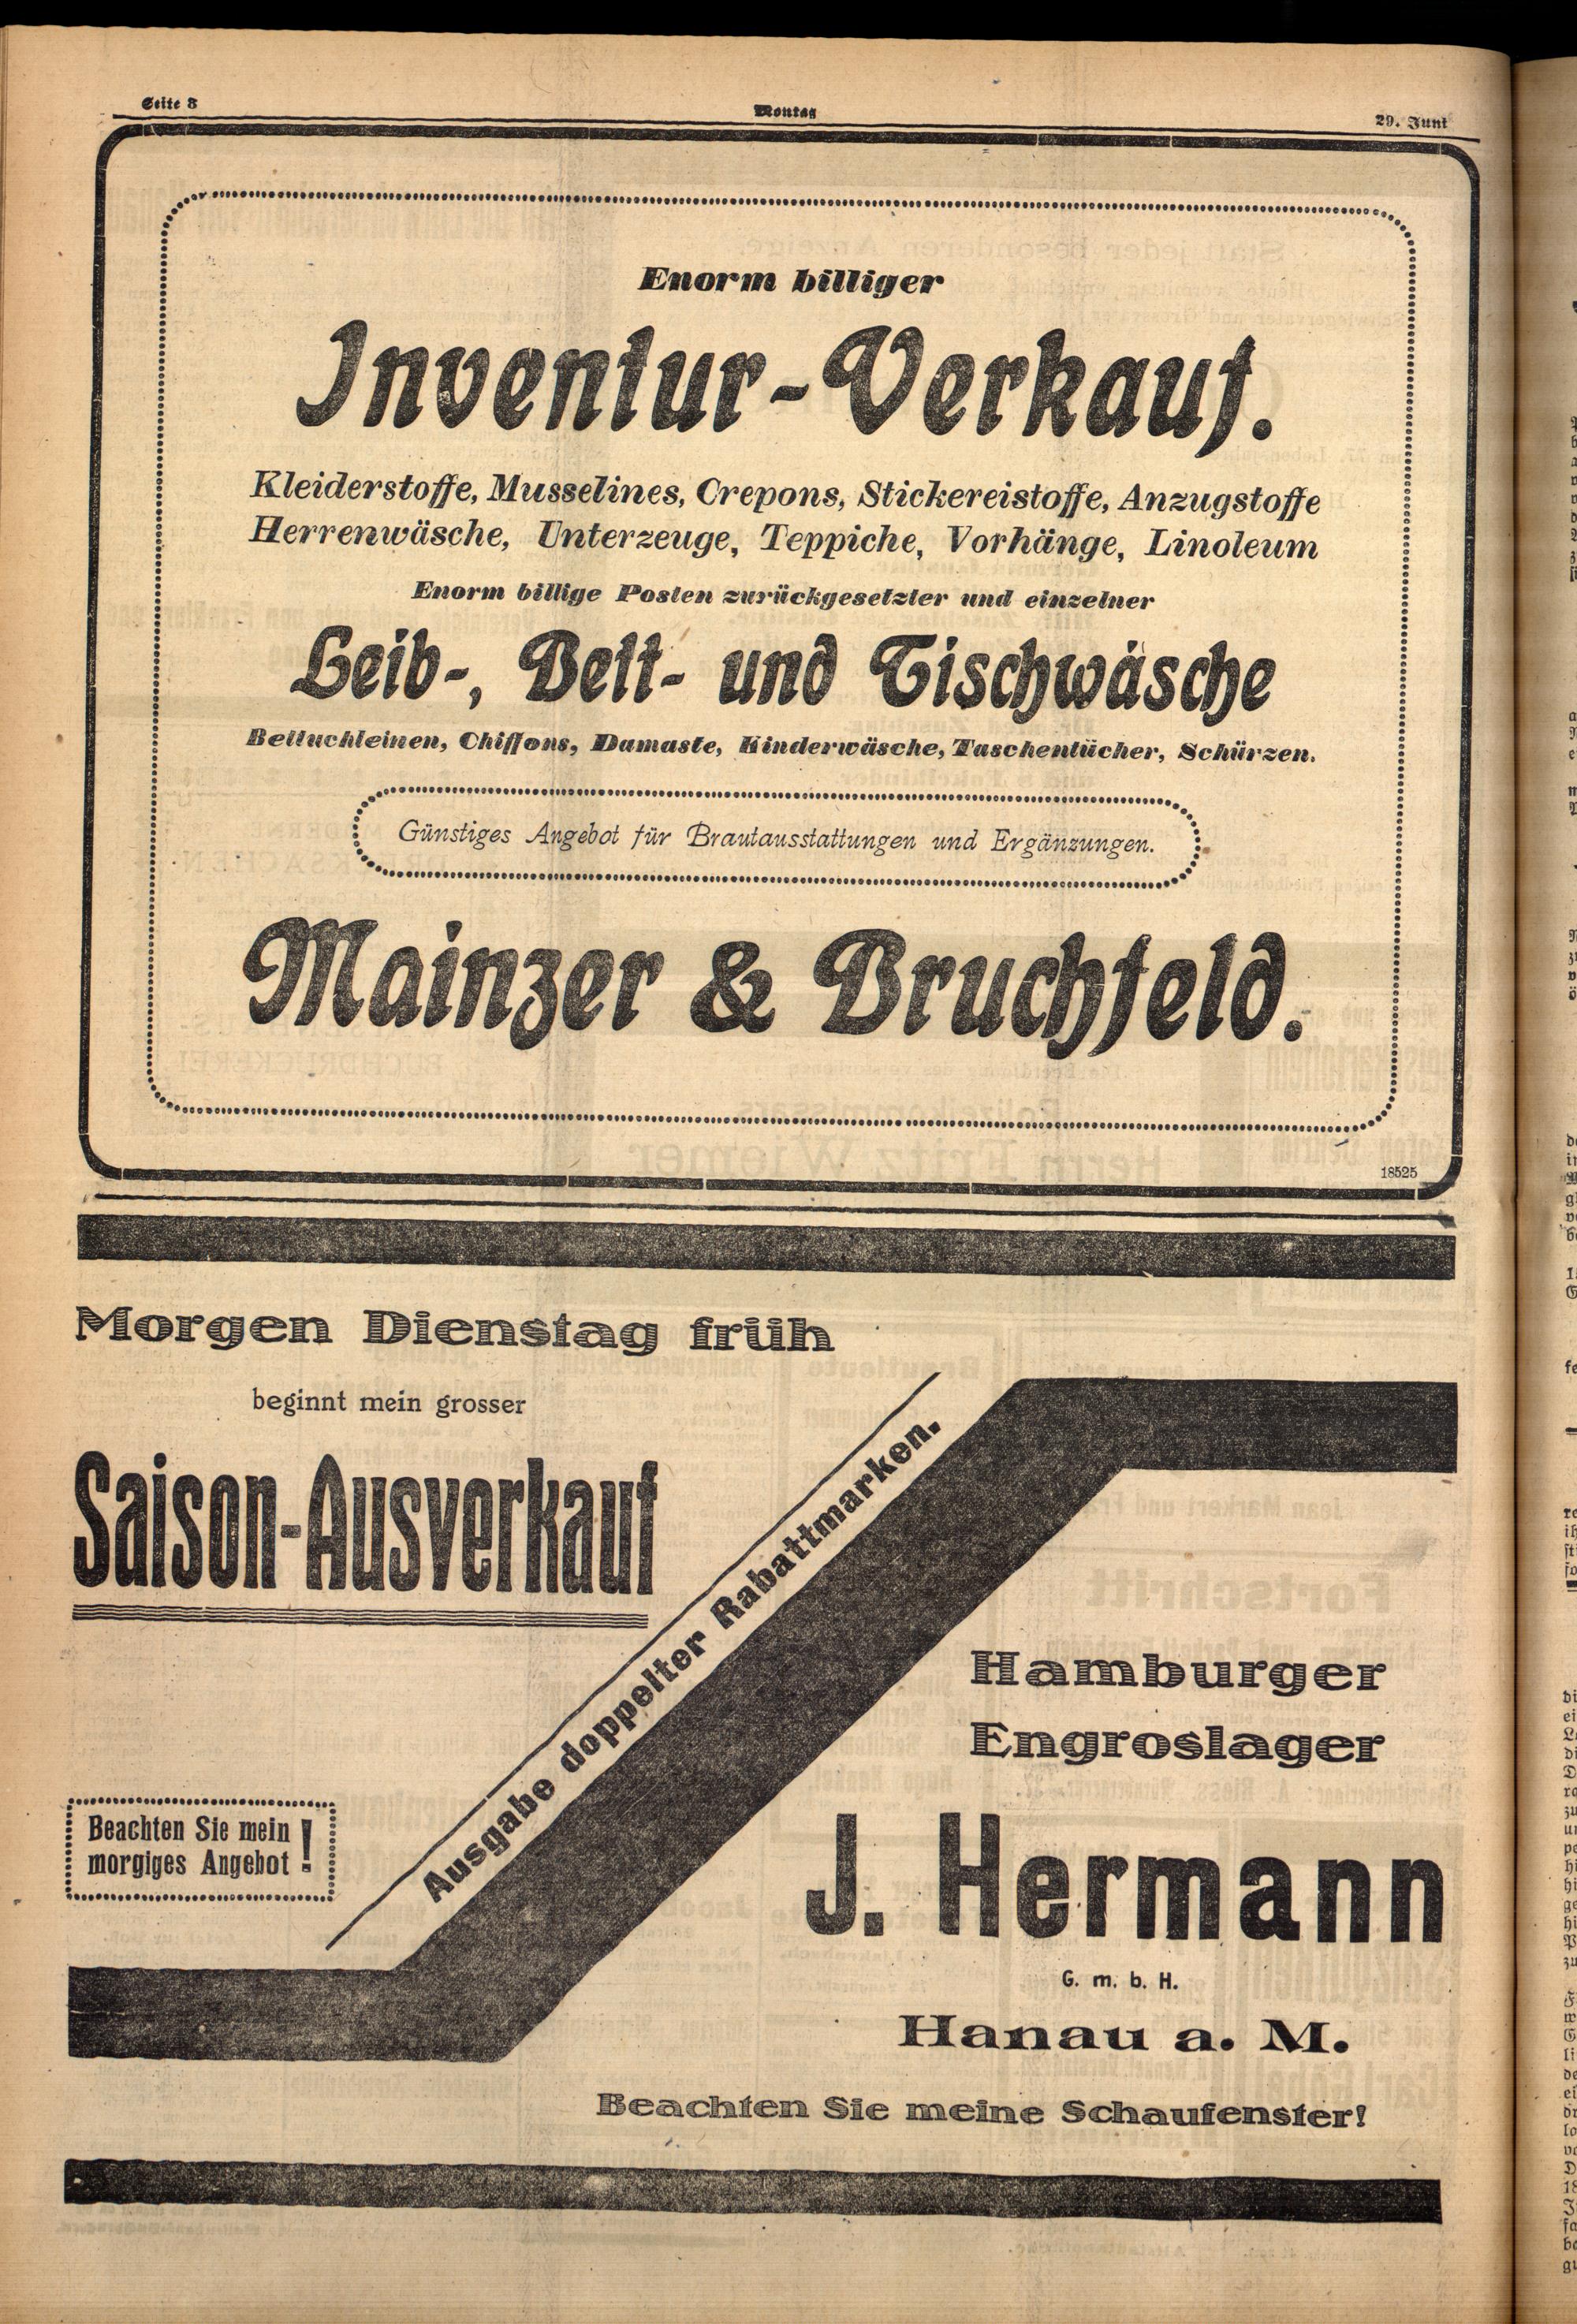 Seite 8
Montag
29. Juni
Enorm billiger
Inventur-Verkauf.
Kleiderstoffe, Musselines, Crepons, Stickereistoffe, Anzugstoffe
Herrenwäsche, Unterzeuge, Teppiche, Vorhänge, Linoleum
Enorm billige Posten zurückgesetzter und einzelner
Leib-, Bett- und Tischwäsche
Bettuchleinen, Chiffons, Damaste, Kinderwäsche, Taschentücher, Schürzen.
Günstiges Angebot für Brautausstattungen und Ergänzungen.
Mainzer & Bruchfeld.
18525
Morgen Dienstag früh
beginnt mein grosser
Saison-Ausverkauf
Ausgabe doppelter Rabattmarken.
Beachten Sie mein
morgiges Angebot !
Hamburger
Engroslager
J. Hermann
G. m. b. H.
Hanau a. M.
Beachten Sie meine Schaufenster!